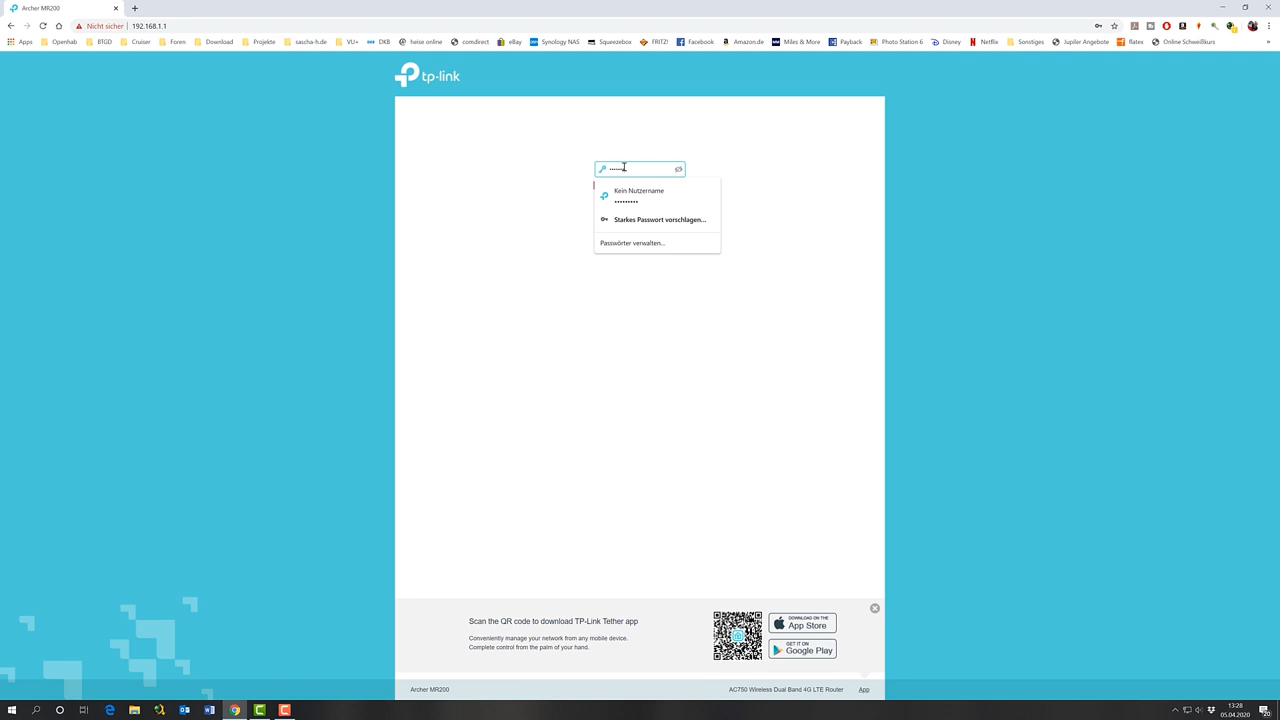 Archer MR200
Nicht sicher | 192.168.1.1
Apps Openhab BTGD Cruiser Foren Download Projekte sascha-h.de VU+ DKB heise online comdirect eBay Synology NAS Squeezebox FRITZ! Facebook Amazon.de Miles & More Payback Photo Station 6 Disney Netflix Sonstiges Jupiler Angebote flatex Online Schweißkurs »
tp-link
Kein Nutzername
•••••••••
Starkes Passwort vorschlagen...
Passwörter verwalten...
Scan the QR code to download TP-Link Tether app
Conveniently manage your network from any mobile device.
Complete control from the palm of your hand.
DOWNLOAD ON THE
App Store
GET IT ON
Google Play
Archer MR200
AC750 Wireless Dual Band 4G LTE Router
App
13:28
05.04.2020
20